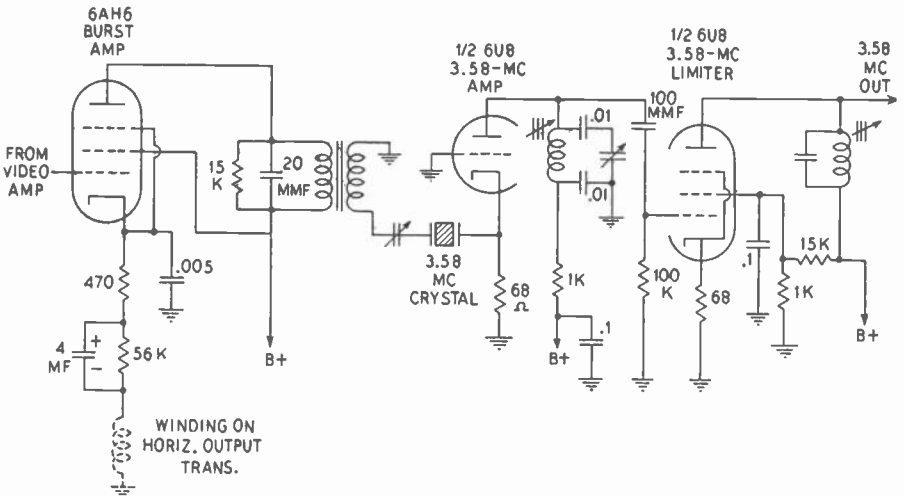 6AH6
BURST
AMP
1/2 6U8
3.58-MC
AMP
1/2 6U8
3.58-MC
LIMITER
3.58
MC
OUT
FROM
VIDEO
AMP
15
K
20
MMF
.01
.01
100
MMF
470
.005
3.58
MC
CRYSTAL
68
Ω
1K
100
K
68
.1
15K
1K
4
MF
+
–
56K
B+
B+
.1
B+
WINDING ON
HORIZ. OUTPUT
TRANS.